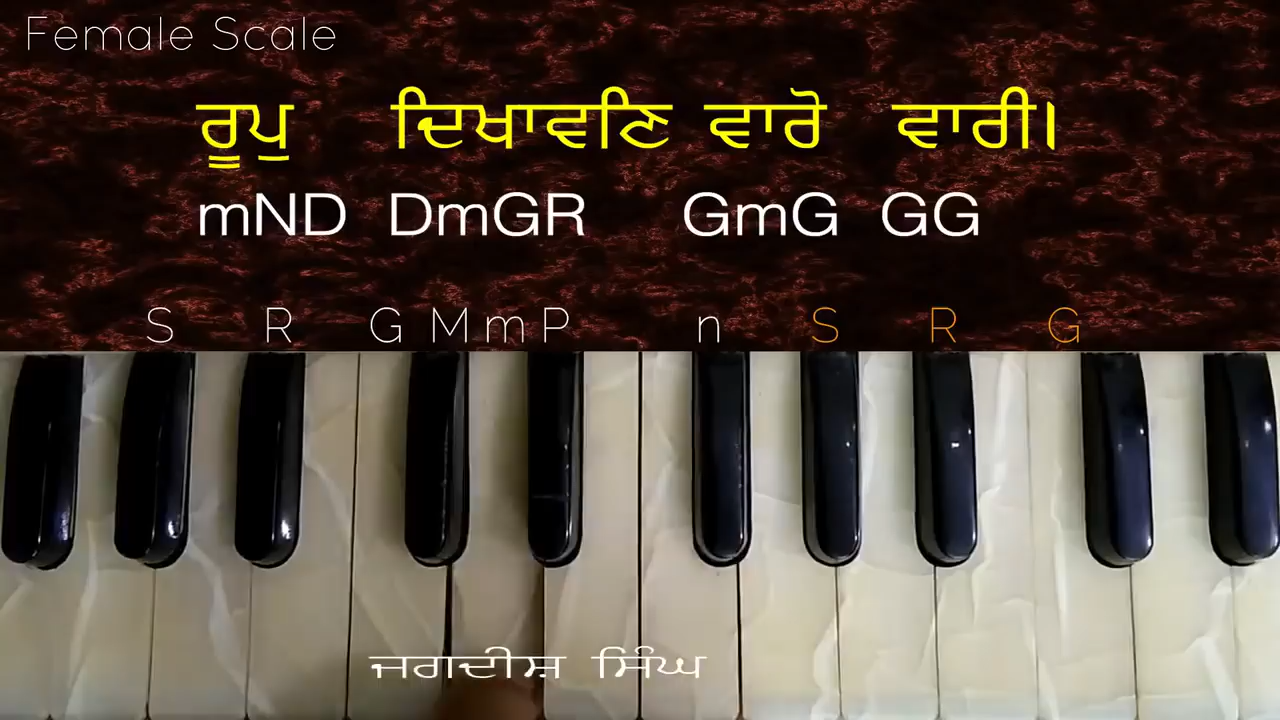 Female Scale
ਰੂਪੁ ਦਿਖਾਵਣਿ ਵਾਰੋ ਵਾਰੀ।
mND DmGR GmG GG
S R G M m P n S R G
ਜਗਦੀਸ਼ ਸਿੰਘ